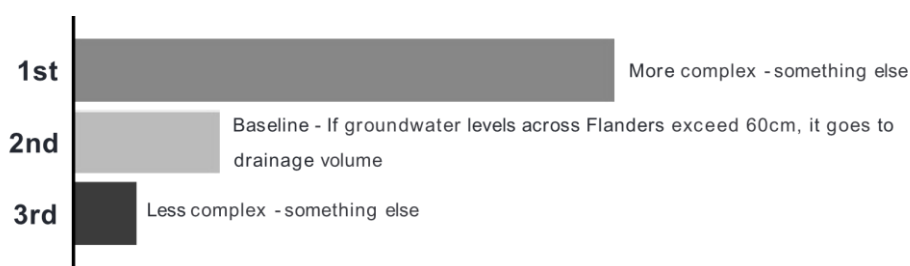 1st
More complex - something else
2nd
Baseline - If groundwater levels across Flanders exceed 60cm, it goes to
drainage volume
3rd
Less complex - something else